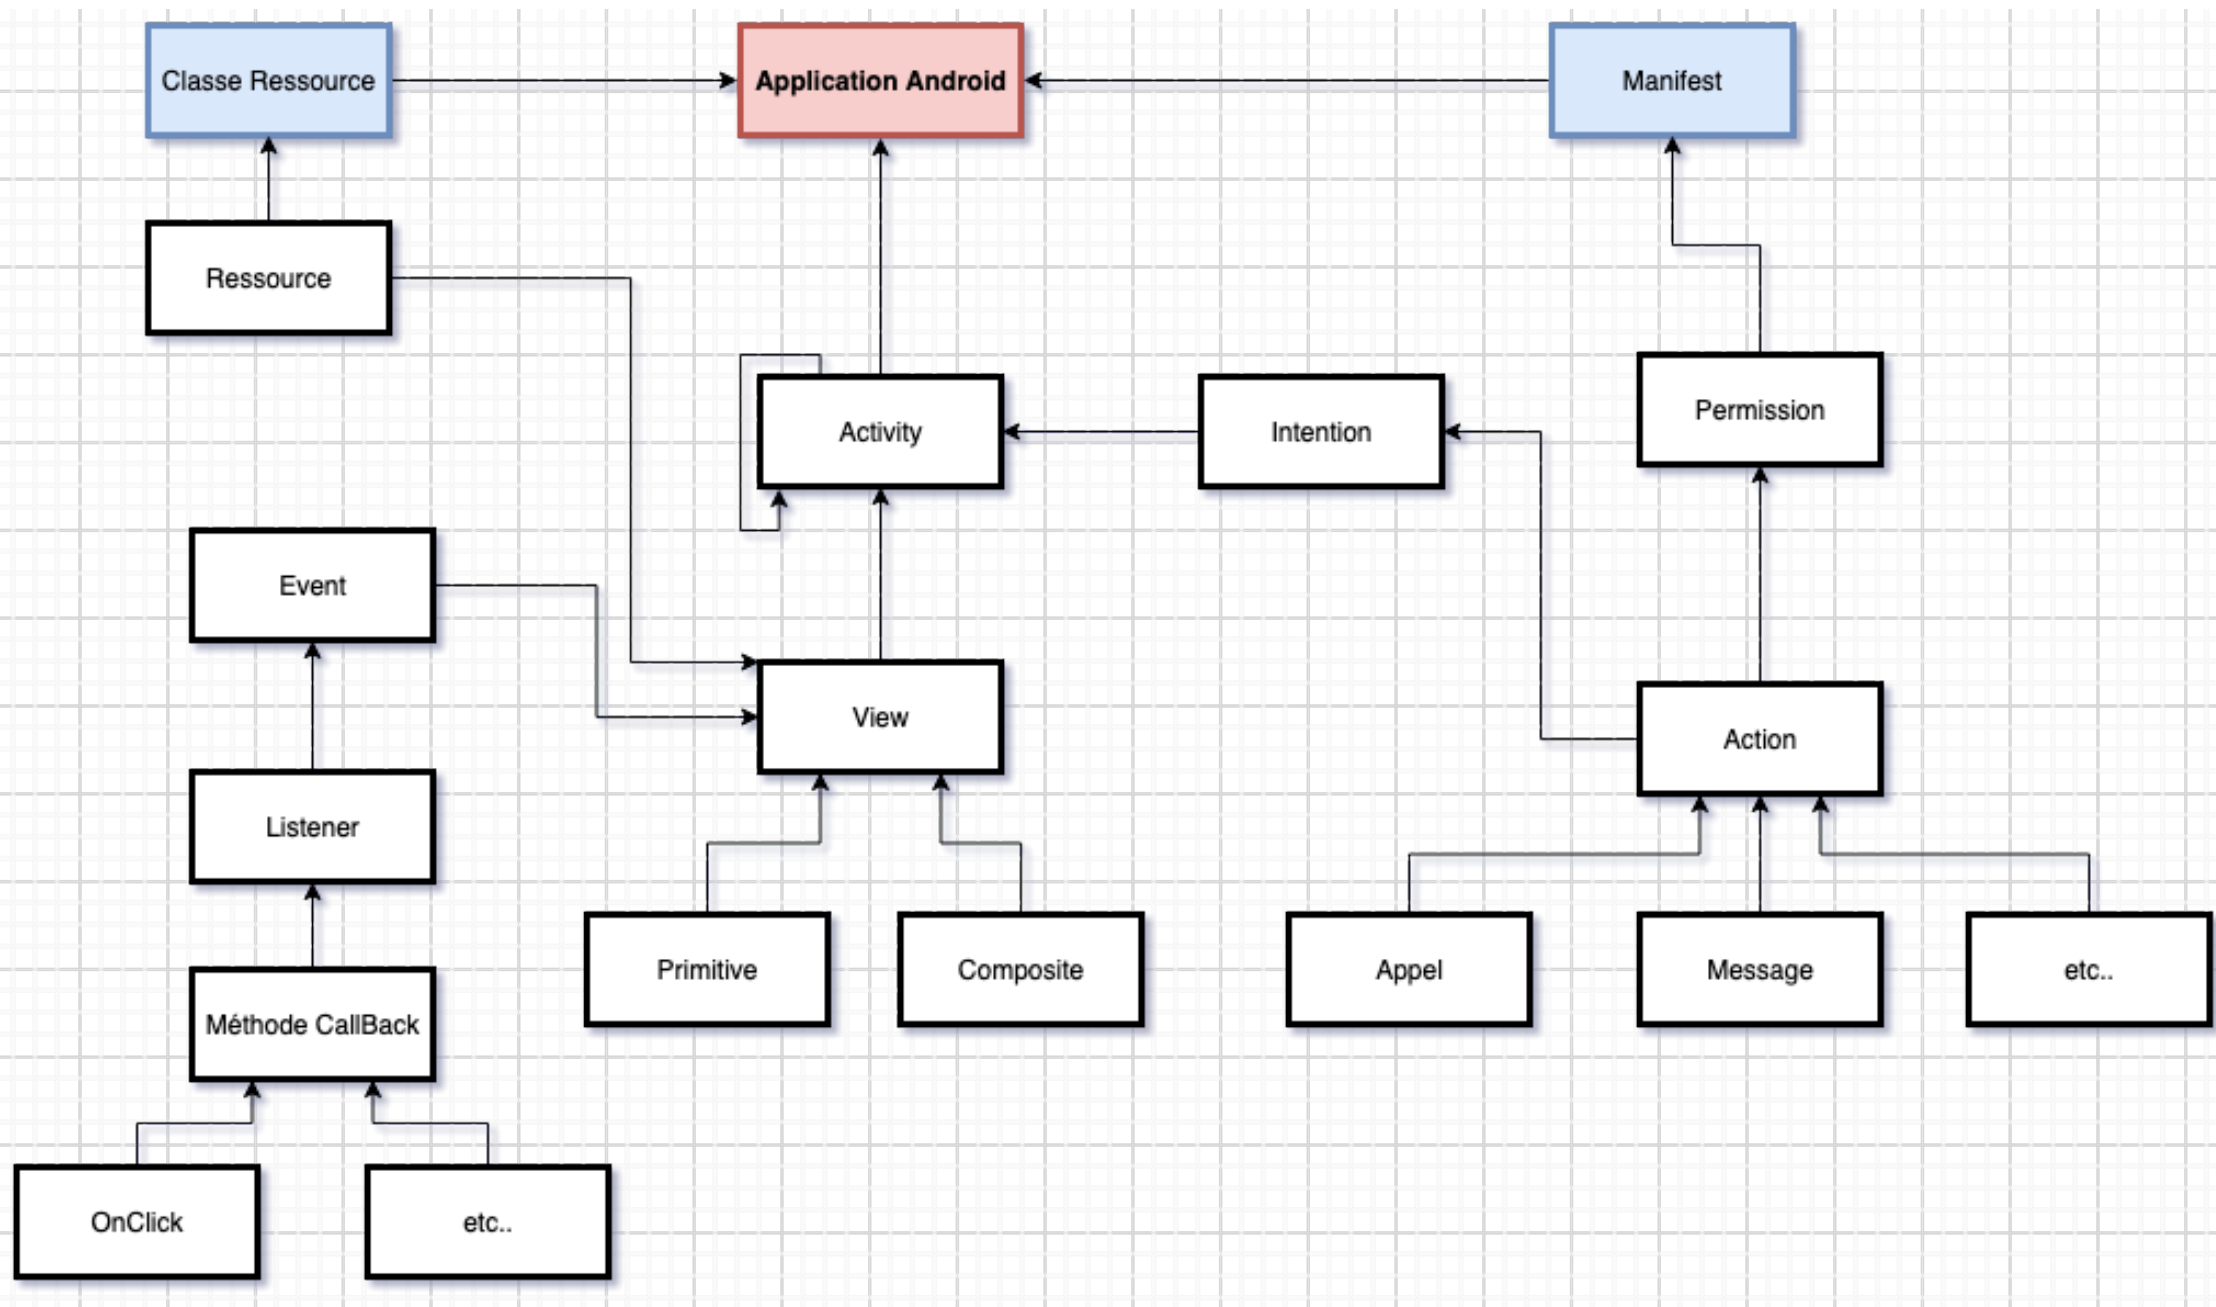 Classe Ressource
Application Android
Manifest
Ressource
Activity
Intention
Permission
Event
View
Action
Listener
Primitive
Composite
Appel
Message
etc..
Méthode CallBack
OnClick
etc..